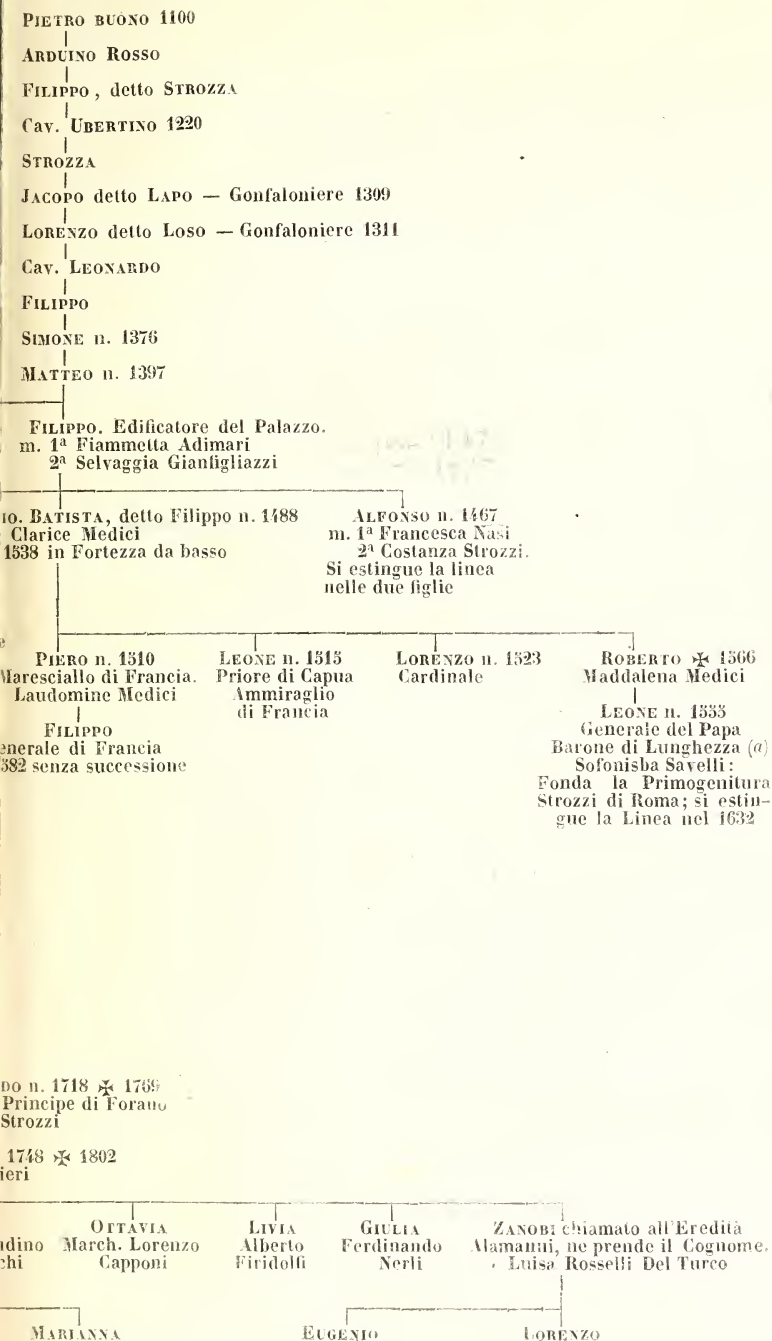 PIETRO BUONO 1100
ARDUINO ROSSO
FILIPPO, detto STROZZA
Cav. UBERTINO 1220
STROZZA
JACOPO detto LAPO — Gonfaloniere 1309
LORENZO detto LOSO — Gonfaloniere 1311
Cav. LEONARDO
FILIPPO
SIMONE n. 1376
MATTEO n. 1397
FILIPPO. Edificatore del Palazzo.
m. 1ª Fiammetta Adimari
2ª Selvaggia Gianfigliazzi
IO. BATISTA, detto Filippo n. 1488
Clarice Medici
1538 in Fortezza da basso
ALFONSO n. 1467
m. 1ª Francesca Nasi
2ª Costanza Strozzi.
Si estingue la linea
nelle due figlie
PIERO n. 1510
Maresciallo di Francia.
Laudomine Medici
FILIPPO
enerale di Francia
582 senza successione
LEONE n. 1515
Priore di Capua
Ammiraglio
di Francia
LORENZO n. 1523
Cardinale
ROBERTO ✠ 1566
Maddalena Medici
LEONE n. 1555
Generale del Papa
Barone di Lunghezza (a)
Sofonisba Savelli:
Fonda la Primogenitura
Strozzi di Roma; si estin-
gue la Linea nel 1632
DO n. 1718 ✠ 1769
Principe di Forano
Strozzi
1748 ✠ 1802
ieri
dino
chi
OTTAVIA
March. Lorenzo
Capponi
LIVIA
Alberto
Firidolfi
GIULIA
Ferdinando
Nerli
ZANOBI chiamato all'Eredità
Alamanni, ne prende il Cognome.
Luisa Rosselli Del Turco
MARIANNA
EUGENIO
LORENZO